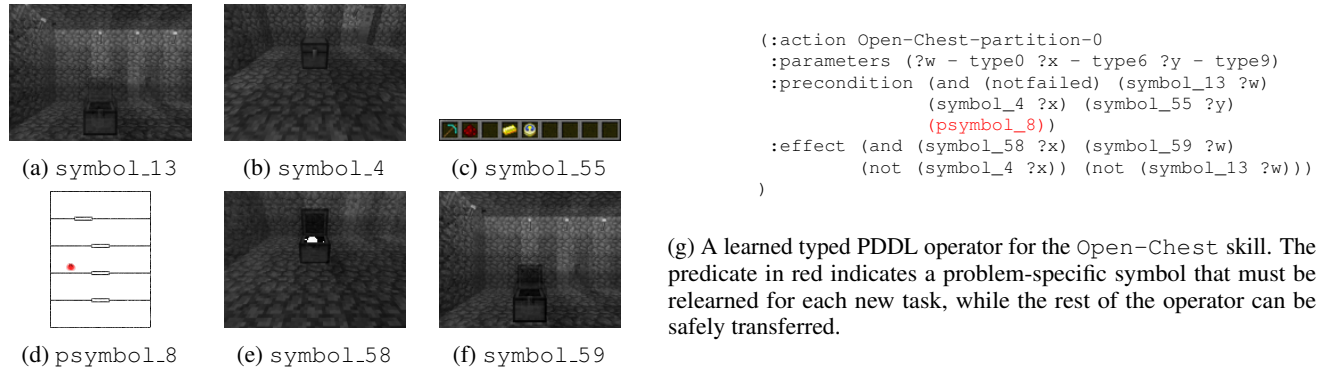 (a) symbol_13
(b) symbol_4
(c) symbol_55
(d) psymbol_8
(e) symbol_58
(f) symbol_59
(:action Open-Chest-partition-0
:parameters (?w - type0 ?x - type6 ?y - type9)
:precondition (and (notfailed) (symbol_13 ?w)
(symbol_4 ?x) (symbol_55 ?y)
(psymbol_8))
:effect (and (symbol_58 ?x) (symbol_59 ?w)
(not (symbol_4 ?x)) (not (symbol_13 ?w)))
)
(g) A learned typed PDDL operator for the Open-Chest skill. The
predicate in red indicates a problem-specific symbol that must be
relearned for each new task, while the rest of the operator can be
safely transferred.